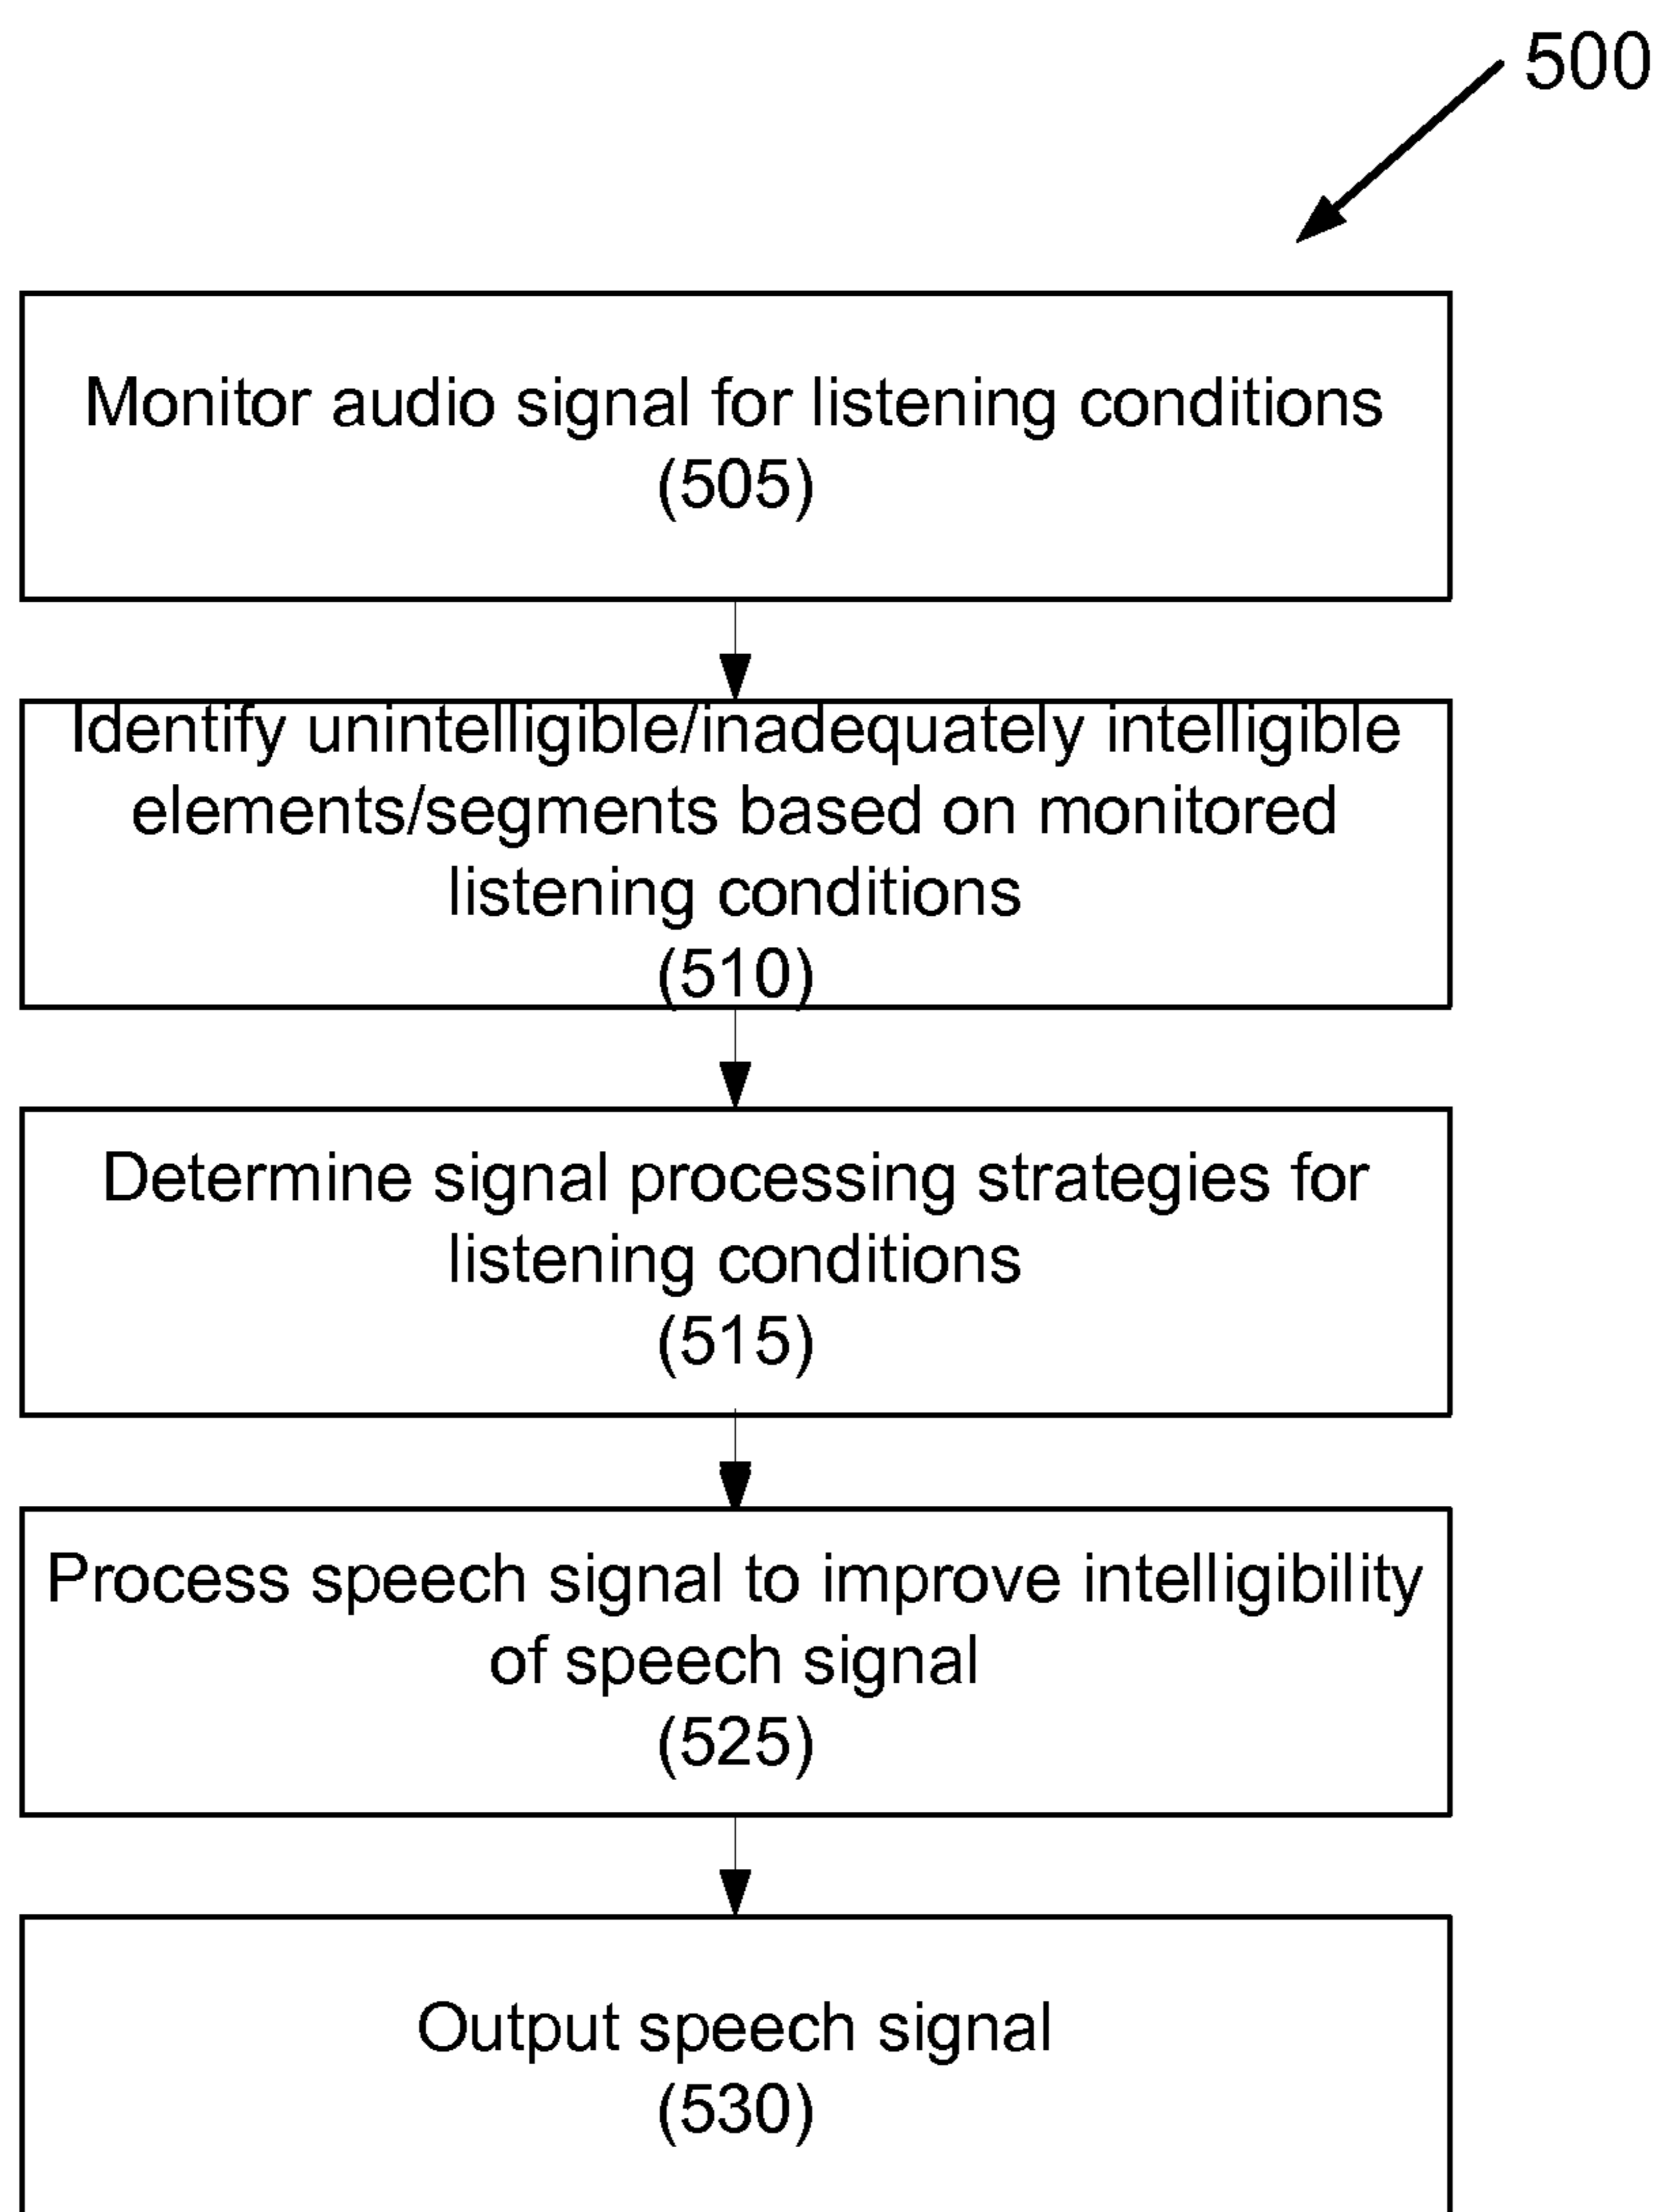 500
Monitor audio signal for listening conditions
(505)
Identify unintelligible/inadequately intelligible
elements/segments based on monitored
listening conditions
(510)
Determine signal processing strategies for
listening conditions
(515)
Process speech signal to improve intelligibility
of speech signal
(525)
Output speech signal
(530)